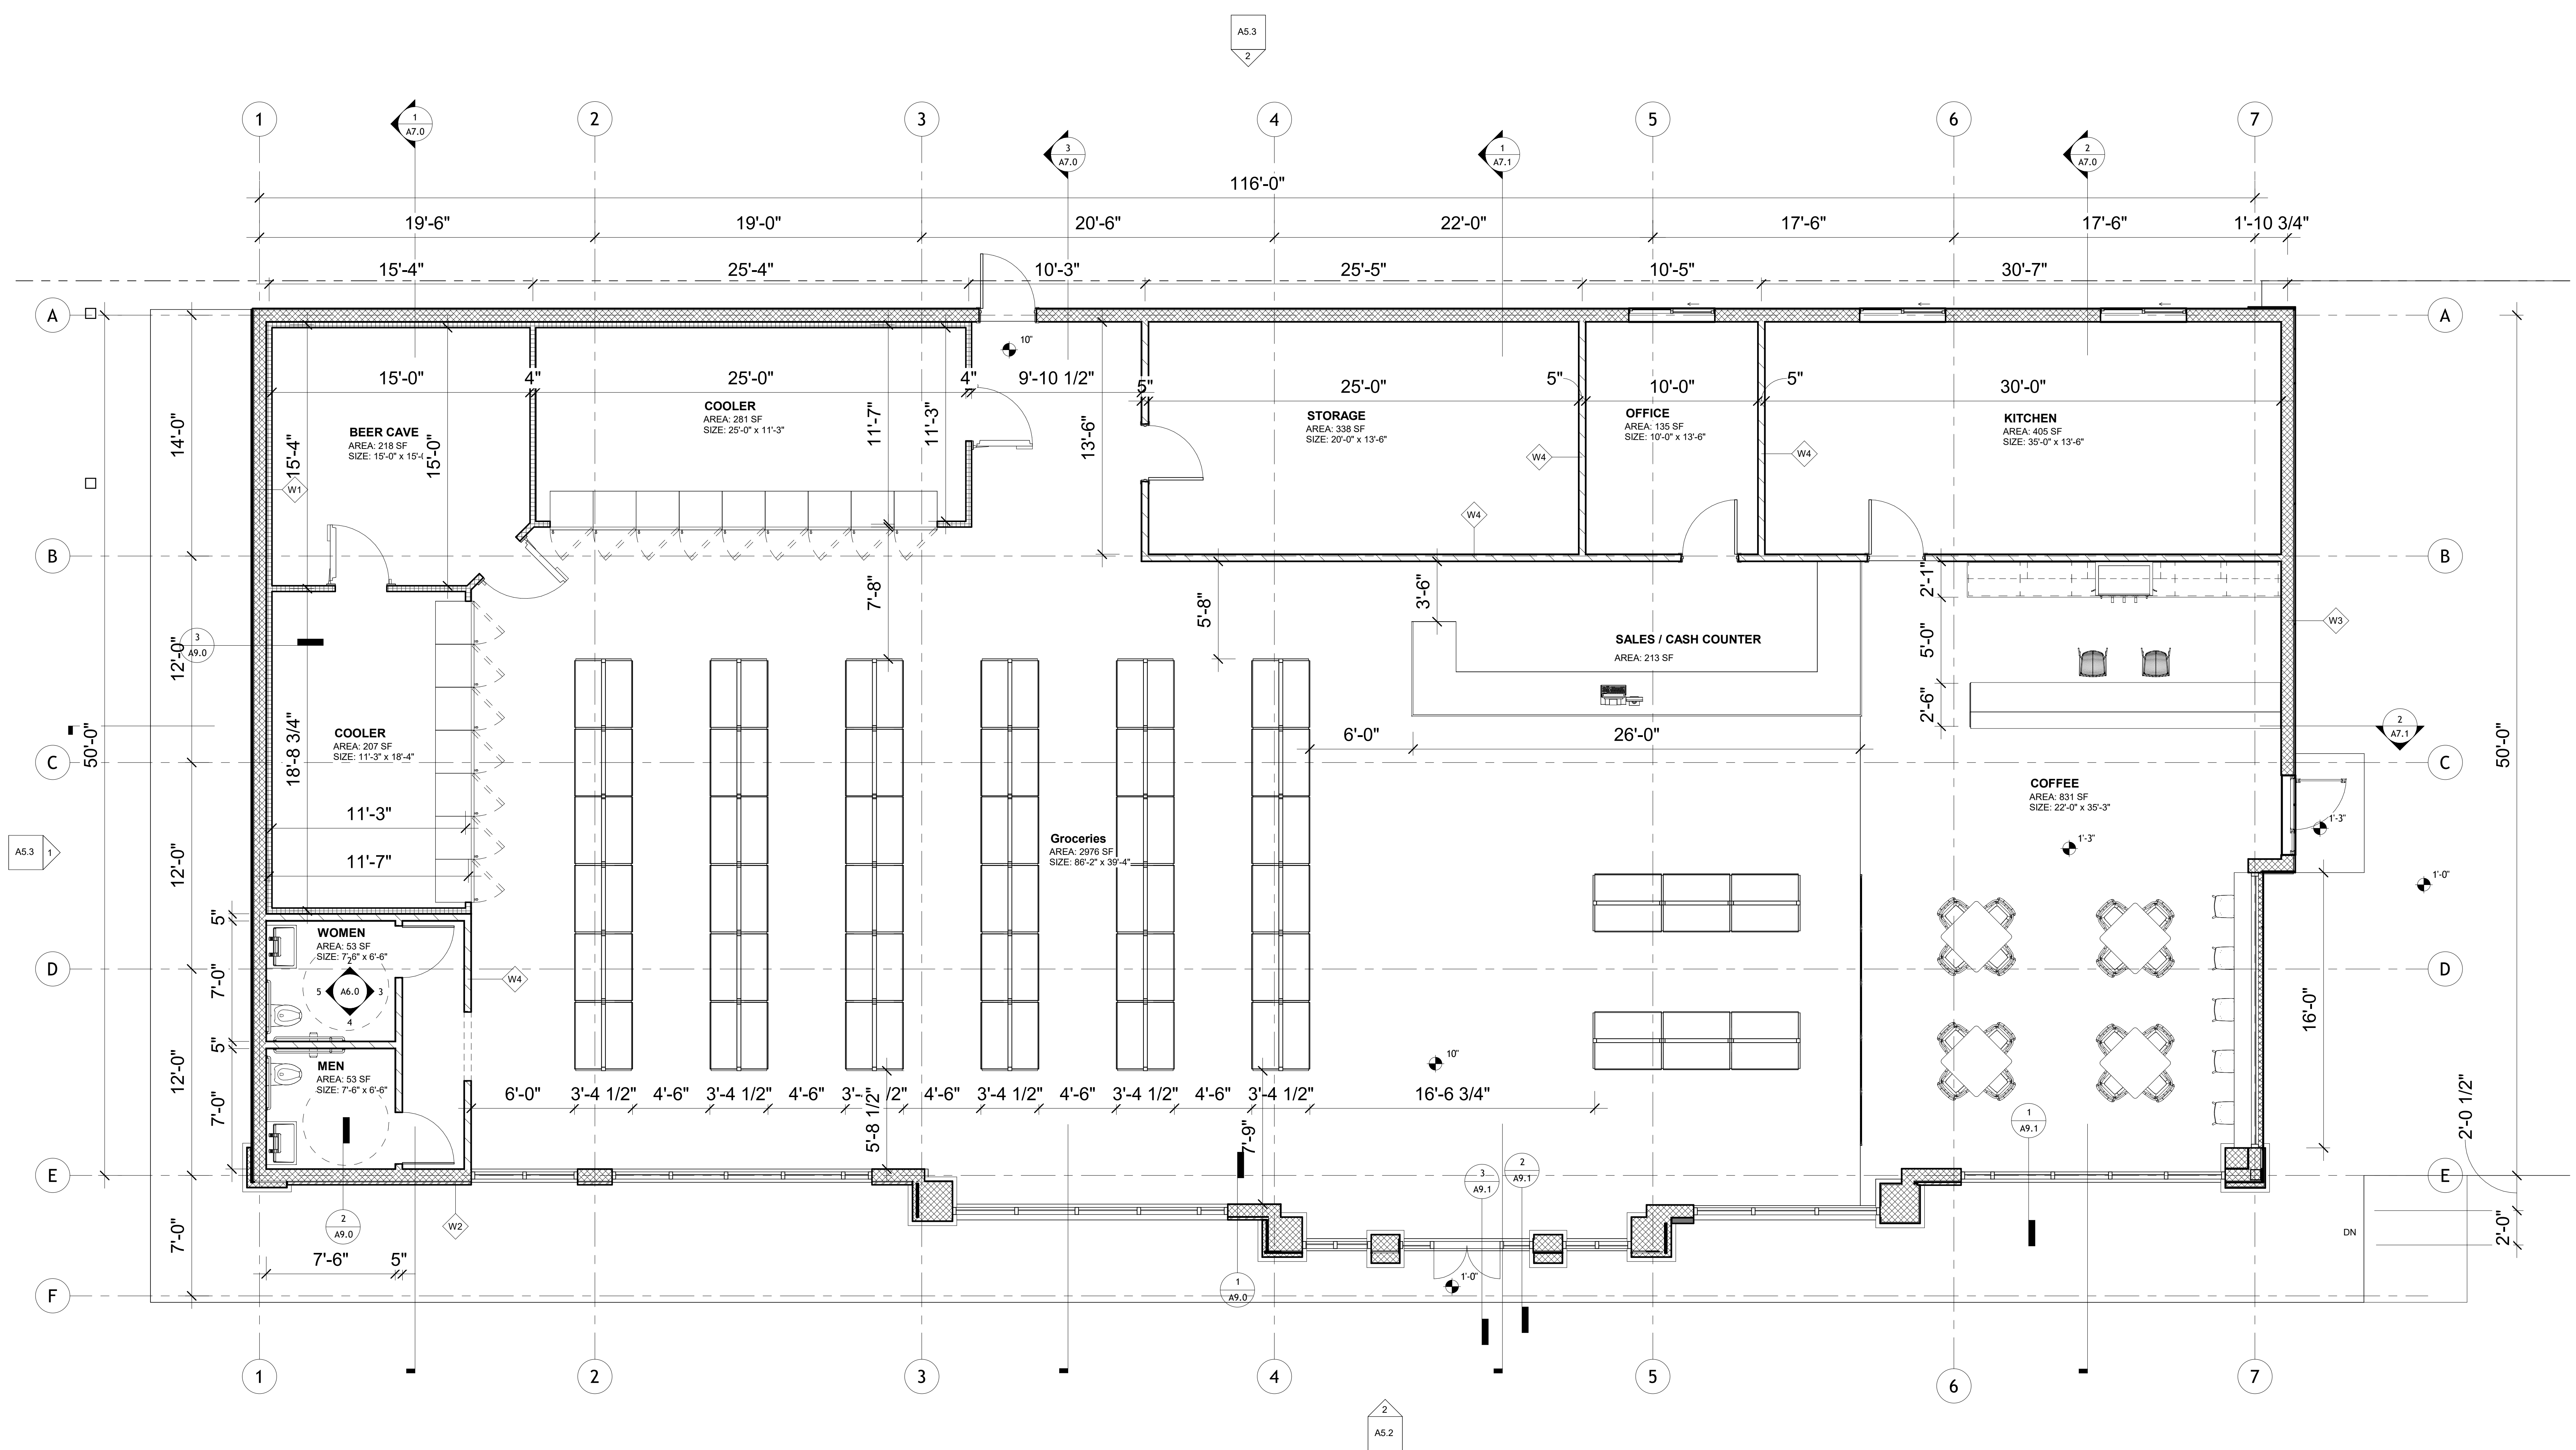 A5.3
2
1
2
3
4
5
6
7
1
A7.0
3
A7.0
1
A7.1
2
A7.0
116'-0"
19'-6"
19'-0"
20'-6"
22'-0"
17'-6"
17'-6"
1'-10 3/4"
15'-4"
25'-4"
10'-3"
25'-5"
10'-5"
30'-7"
A
A
10"
15'-0"
4"
25'-0"
4"
9'-10 1/2"
5"
25'-0"
5"
10'-0"
5"
30'-0"
14'-0"
15'-4"
15'-0"
11'-7"
11'-3"
13'-6"
BEER CAVE
AREA: 218 SF
SIZE: 15'-0" x 15'-
COOLER
AREA: 281 SF
SIZE: 25'-0" x 11'-3"
STORAGE
AREA: 338 SF
SIZE: 20'-0" x 13'-6"
OFFICE
AREA: 135 SF
SIZE: 10'-0" x 13'-6"
KITCHEN
AREA: 405 SF
SIZE: 35'-0" x 13'-6"
W1
W4
W4
W4
B
B
7'-8"
5'-8"
3'-6"
2'-1"
5'-0"
2'-6"
W3
3
A9.0
12'-0"
SALES / CASH COUNTER
AREA: 213 SF
50'-0"
18'-8 3/4"
COOLER
AREA: 207 SF
SIZE: 11'-3" x 18'-4"
6'-0"
26'-0"
2
A7.1
50'-0"
C
C
COFFEE
AREA: 831 SF
SIZE: 22'-0" x 35'-3"
11'-3"
11'-7"
Groceries
AREA: 2976 SF
SIZE: 86'-2" x 39'-4"
1'-3"
1'-3"
1'-0"
A5.3
1
12'-0"
5"
WOMEN
AREA: 53 SF
SIZE: 7'-6" x 6'-6"
2
5
A6.0
3
4
7'-0"
W4
D
D
16'-0"
5"
MEN
AREA: 53 SF
SIZE: 7'-6" x 6'-6"
12'-0"
7'-0"
10"
6'-0"
3'-4 1/2"
4'-6"
3'-4 1/2"
4'-6"
3'-4 1/2"
4'-6"
3'-4 1/2"
4'-6"
3'-4 1/2"
4'-6"
3'-4 1/2"
16'-6 3/4"
5'-8 1/2"
7'-9"
1
A9.1
2'-0 1/2"
E
E
3
A9.1
2
A9.1
2
A9.0
W2
7'-0"
7'-6"
5"
1
A9.0
1'-0"
DN
2'-0"
F
1
2
3
4
5
6
7
2
A5.2